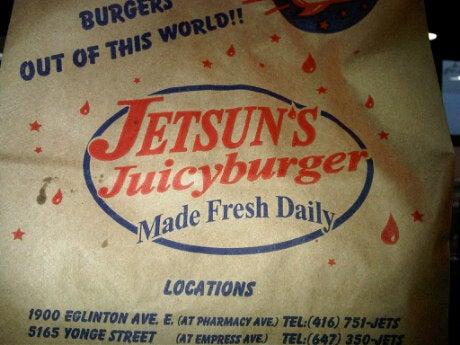 BURGERS
OUT OF THIS WORLD!!
JETSUN'S
Juicyburger
Made Fresh Daily
LOCATIONS
1900 EGLINTON AVE. E. (AT PHARMACY AVE.) TEL:(416) 751-JETS
5165 YONGE STREET (AT EMPRESS AVE.) TEL:(647) 350-JETS